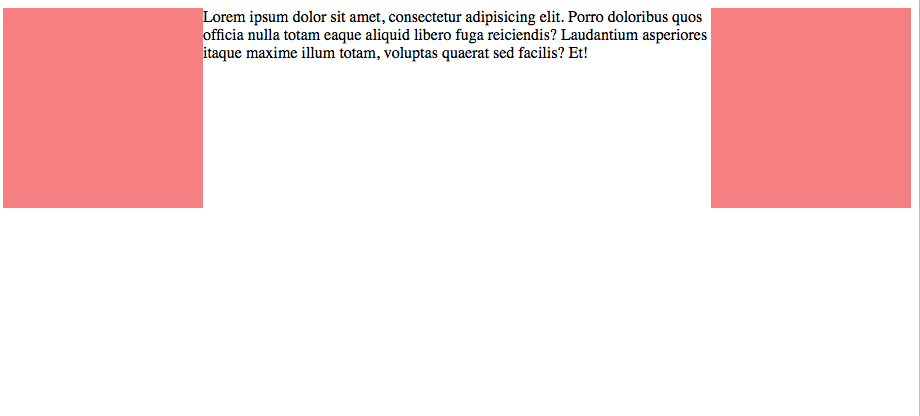 Lorem ipsum dolor sit amet, consectetur adipisicing elit. Porro doloribus quos
officia nulla totam eaque aliquid libero fuga reiciendis? Laudantium asperiores
itaque maxime illum totam, voluptas quaerat sed facilis? Et!